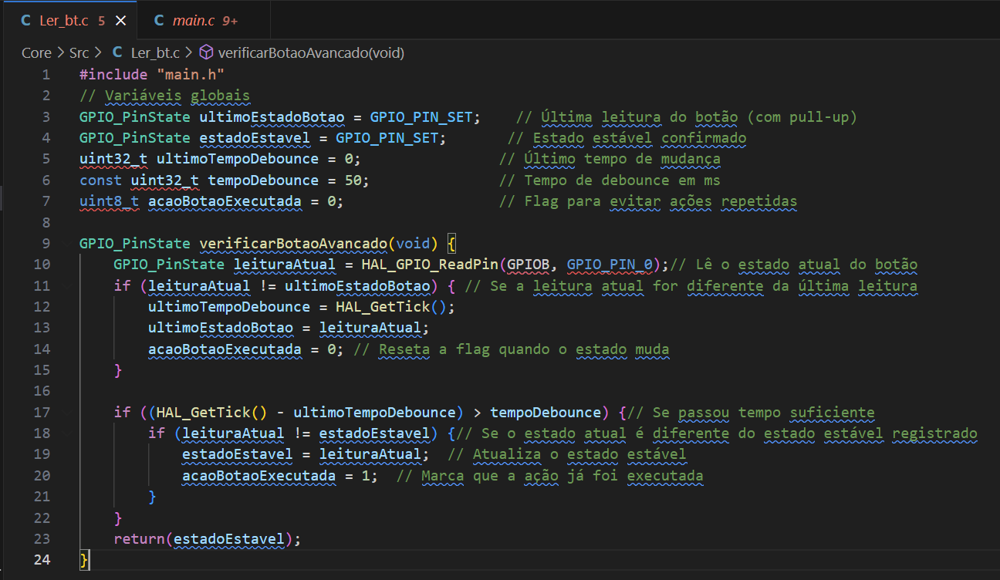 Ler_bt.c 5 main.c 9+
Core > Src > C Ler_bt.c > verificarBotaoAvancado(void)
1 #include "main.h"
2 // Variáveis globais
3 GPIO_PinState ultimoEstadoBotao = GPIO_PIN_SET; // Última leitura do botão (com pull-up)
4 GPIO_PinState estadoEstavel = GPIO_PIN_SET; // Estado estável confirmado
5 uint32_t ultimoTempoDebounce = 0; // Último tempo de mudança
6 const uint32_t tempoDebounce = 50; // Tempo de debounce em ms
7 uint8_t acaoBotaoExecutada = 0; // Flag para evitar ações repetidas
8
9 GPIO_PinState verificarBotaoAvancado(void) {
10 GPIO_PinState leituraAtual = HAL_GPIO_ReadPin(GPIOB, GPIO_PIN_0);// Lê o estado atual do botão
11 if (leituraAtual != ultimoEstadoBotao) { // Se a leitura atual for diferente da última leitura
12 ultimoTempoDebounce = HAL_GetTick();
13 ultimoEstadoBotao = leituraAtual;
14 acaoBotaoExecutada = 0; // Reseta a flag quando o estado muda
15 }
16
17 if ((HAL_GetTick() - ultimoTempoDebounce) > tempoDebounce) {// Se passou tempo suficiente
18 if (leituraAtual != estadoEstavel) {// Se o estado atual é diferente do estado estável registrado
19 estadoEstavel = leituraAtual; // Atualiza o estado estável
20 acaoBotaoExecutada = 1; // Marca que a ação já foi executada
21 }
22 }
23 return(estadoEstavel);
24 }